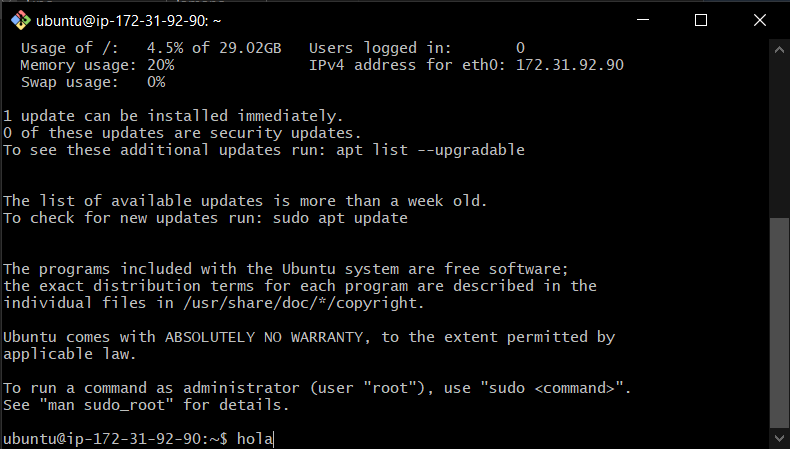 ubuntu@ip-172-31-92-90: ~
Usage of /:   4.5% of 29.02GB   Users logged in:       0
Memory usage: 20%               IPv4 address for eth0: 172.31.92.90
Swap usage:   0%
1 update can be installed immediately.
0 of these updates are security updates.
To see these additional updates run: apt list --upgradable
The list of available updates is more than a week old.
To check for new updates run: sudo apt update
The programs included with the Ubuntu system are free software;
the exact distribution terms for each program are described in the
individual files in /usr/share/doc/*/copyright.
Ubuntu comes with ABSOLUTELY NO WARRANTY, to the extent permitted by
applicable law.
To run a command as administrator (user "root"), use "sudo <command>".
See "man sudo_root" for details.
ubuntu@ip-172-31-92-90:~$ hola